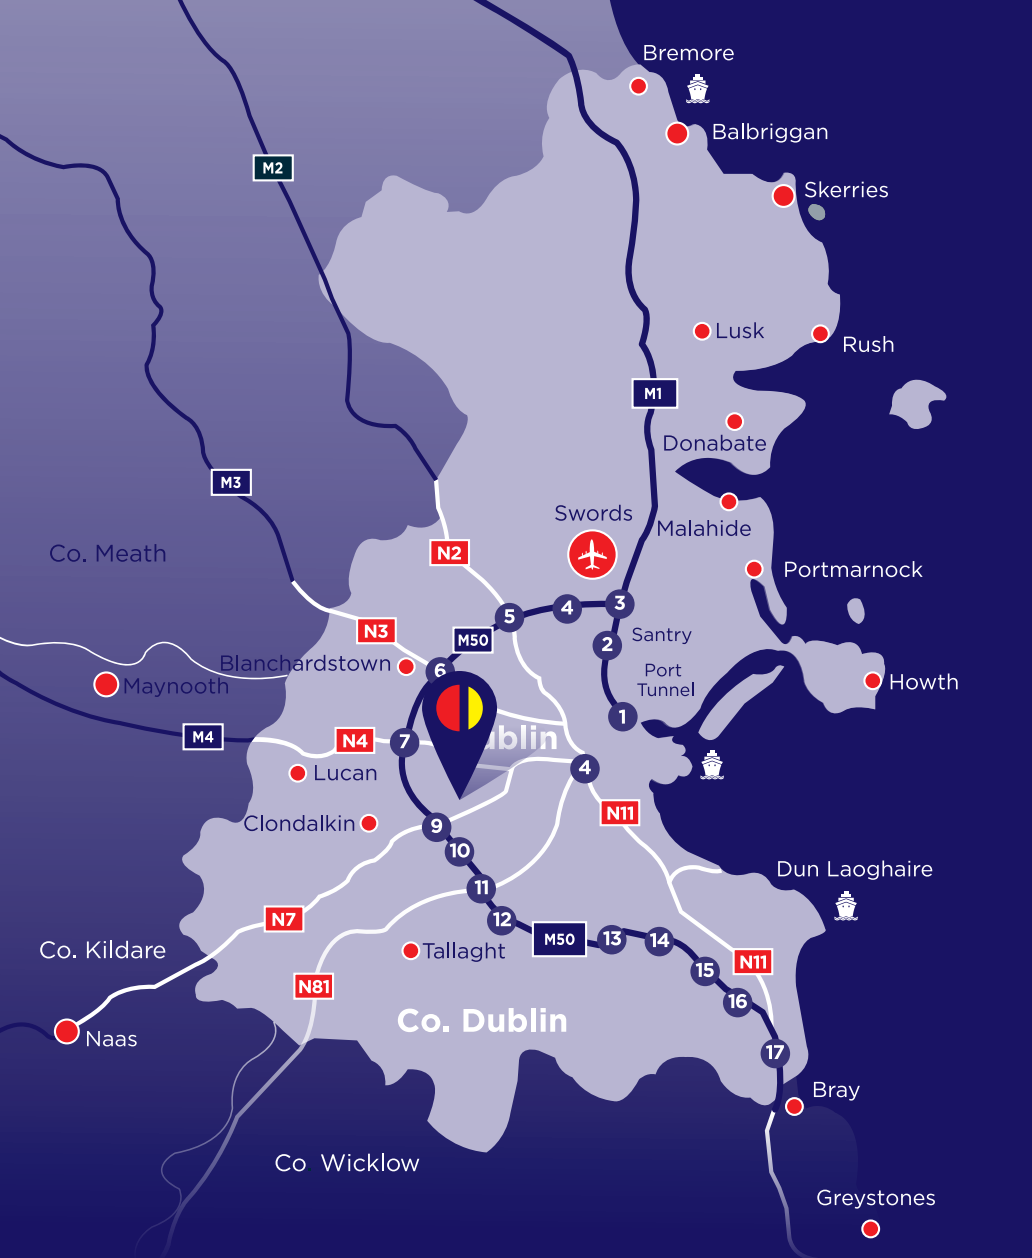 Bremore
Balbriggan
M2
Skerries
Lusk
Rush
M1
Donabate
M3
Swords
Malahide
Co. Meath
N2
Portmarnock
3
4
5
N3
M50
2
Santry
Blanchardstown
6
Port
Tunnel
Maynooth
Howth
1
M4
N4
7
ublin
4
Lucan
N11
Clondalkin
9
10
Dun Laoghaire
11
N7
12
M50
13
14
Co. Kildare
Tallaght
N11
15
N81
16
Co. Dublin
Naas
17
Bray
Co Wicklow
Greystones